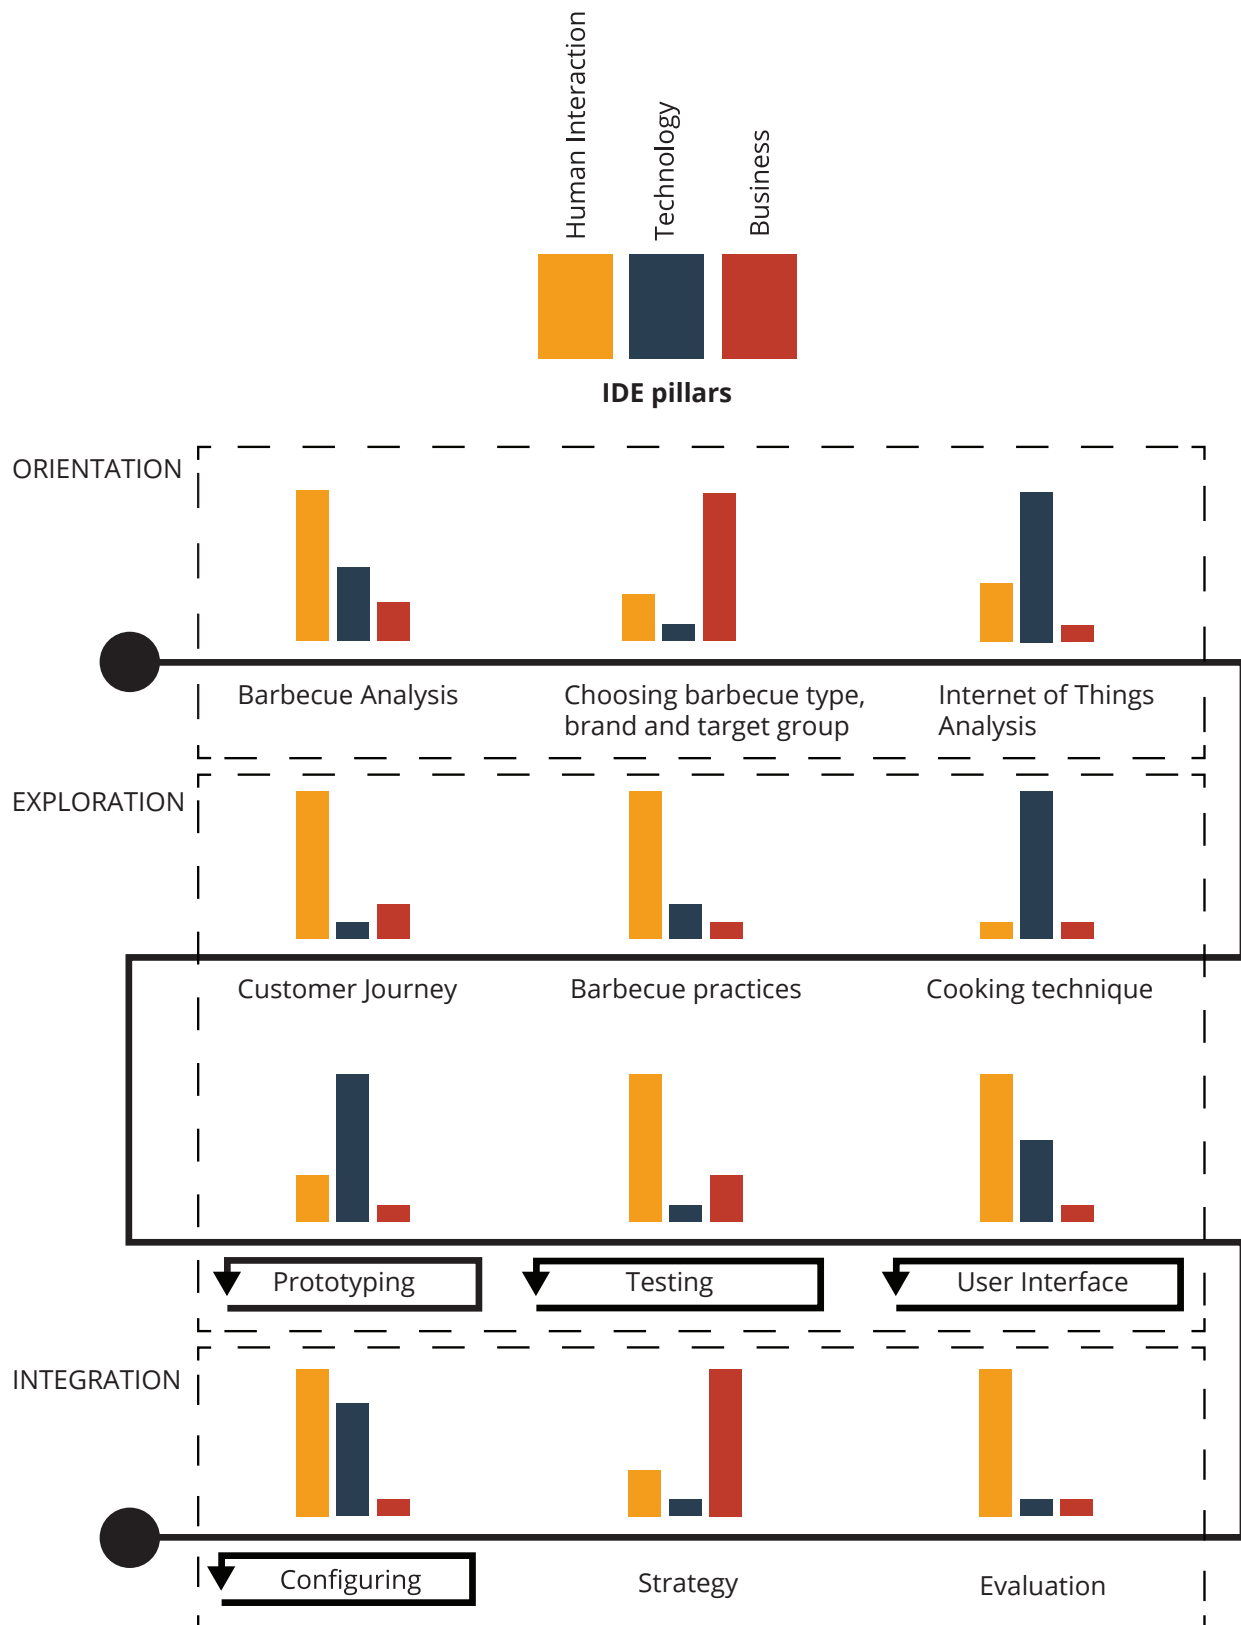 Human Interaction
Technology
Business
IDE pillars
ORIENTATION
Barbecue Analysis
Choosing barbecue type,
brand and target group
Internet of Things
Analysis
EXPLORATION
Customer Journey
Barbecue practices
Cooking technique
Prototyping
Testing
User Interface
INTEGRATION
Configuring
Strategy
Evaluation